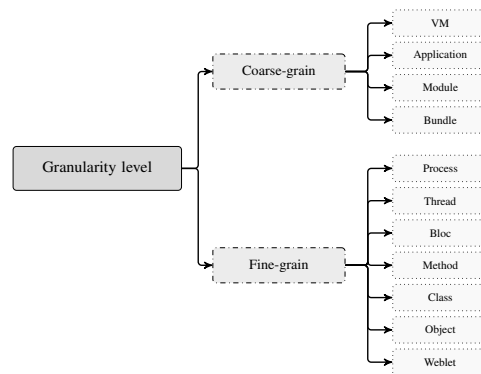 Granularity level
Coarse-grain
VM
Application
Module
Bundle
Fine-grain
Process
Thread
Bloc
Method
Class
Object
Weblet